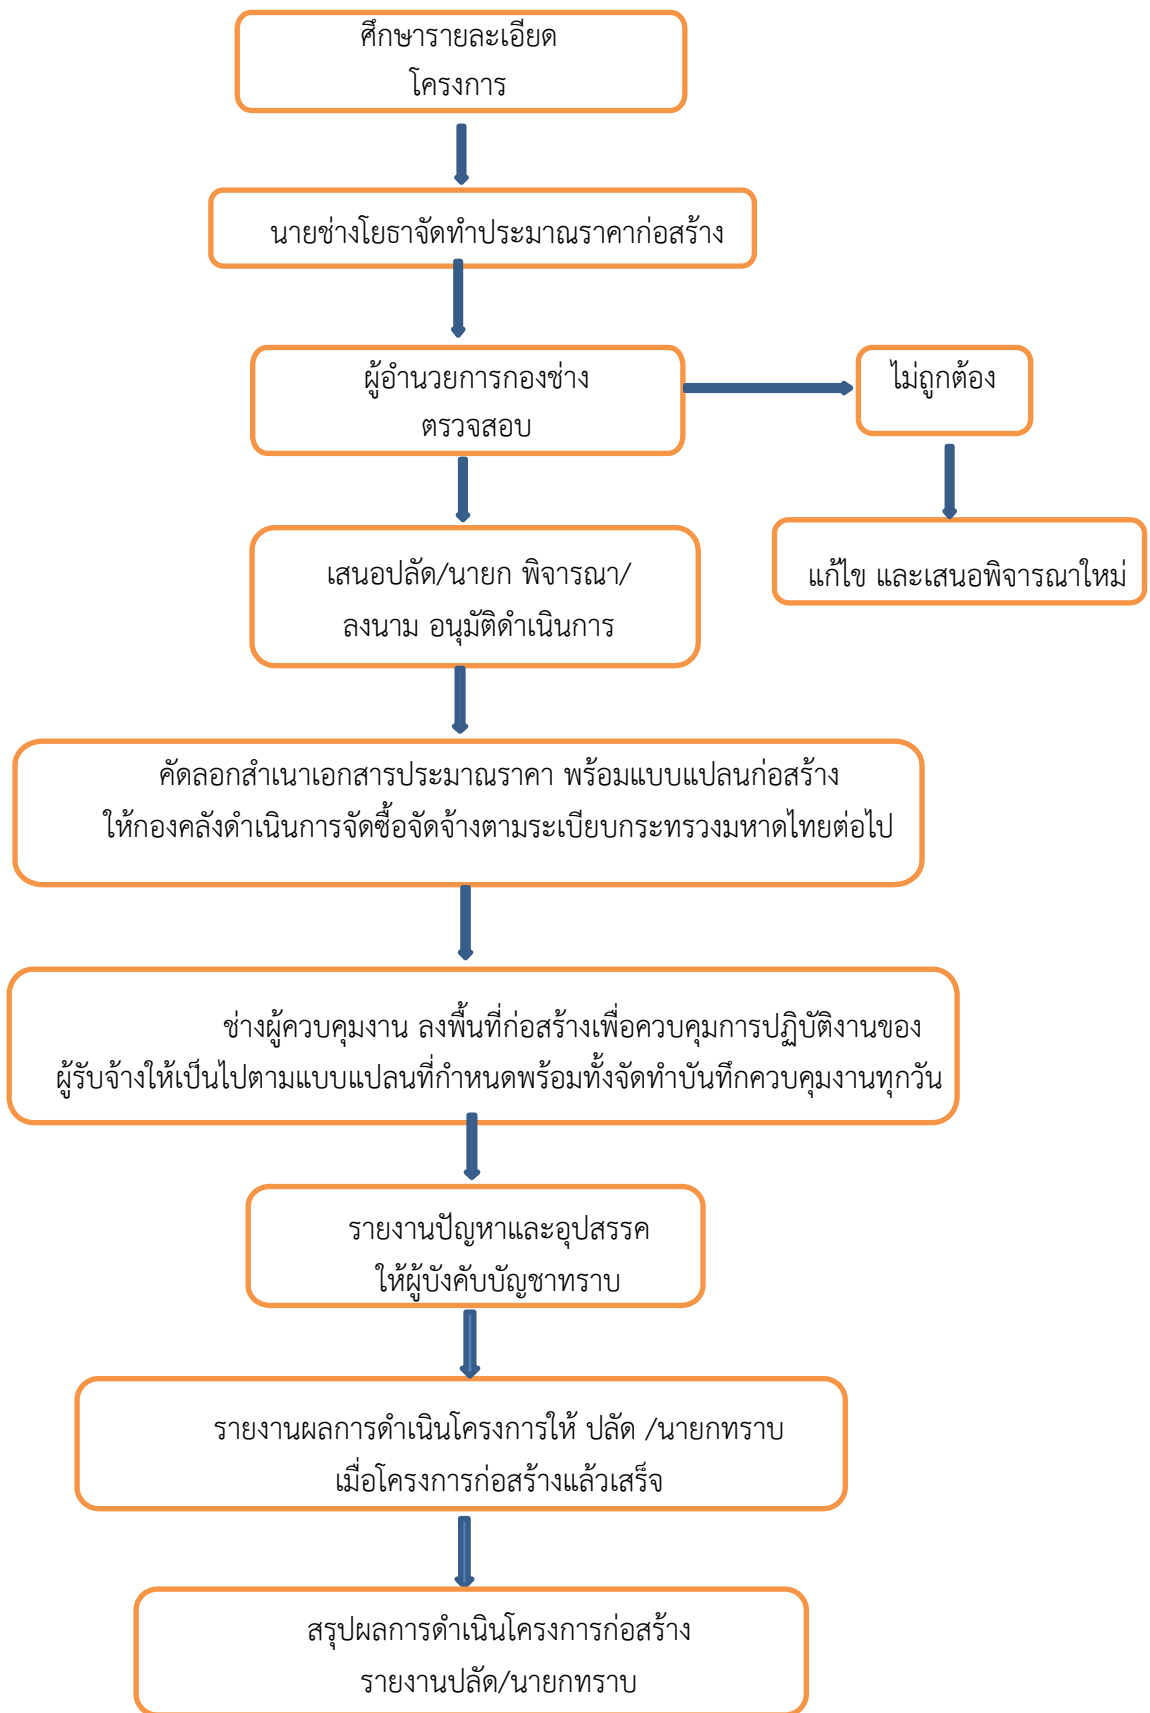 ศึกษารายละเอียด
โครงการ
นายช่างโยธาจัดทำประมาณราคาก่อสร้าง
ผู้อำนวยการกองช่าง
ตรวจสอบ
ไม่ถูกต้อง
แก้ไข และเสนอพิจารณาใหม่
เสนอปลัด/นายก พิจารณา/
ลงนาม อนุมัติดำเนินการ
คัดลอกสำเนาเอกสารประมาณราคา พร้อมแบบแปลนก่อสร้าง
ให้กองคลังดำเนินการจัดซื้อจัดจ้างตามระเบียบกระทรวงมหาดไทยต่อไป
ช่างผู้ควบคุมงาน ลงพื้นที่ก่อสร้างเพื่อควบคุมการปฏิบัติงานของ
ผู้รับจ้างให้เป็นไปตามแบบแปลนที่กำหนดพร้อมทั้งจัดทำบันทึกควบคุมงานทุกวัน
รายงานปัญหาและอุปสรรค
ให้ผู้บังคับบัญชาทราบ
รายงานผลการดำเนินโครงการให้ ปลัด /นายกทราบ
เมื่อโครงการก่อสร้างแล้วเสร็จ
สรุปผลการดำเนินโครงการก่อสร้าง
รายงานปลัด/นายกทราบ